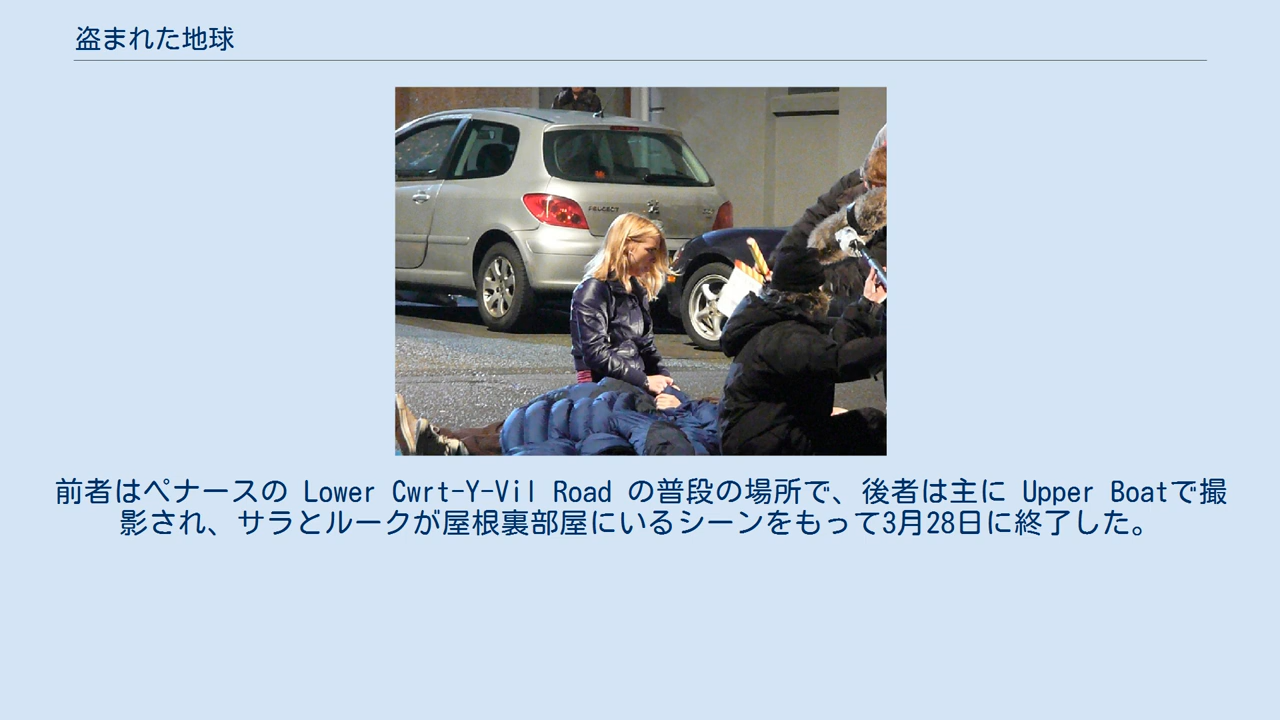 盗まれた地球
PEUGEOT
前者はペナースの Lower Cwrt-Y-Vil Road の普段の場所で、後者は主に Upper Boatで撮
影され、サラとルークが屋根裏部屋にいるシーンをもって3月28日に終了した。